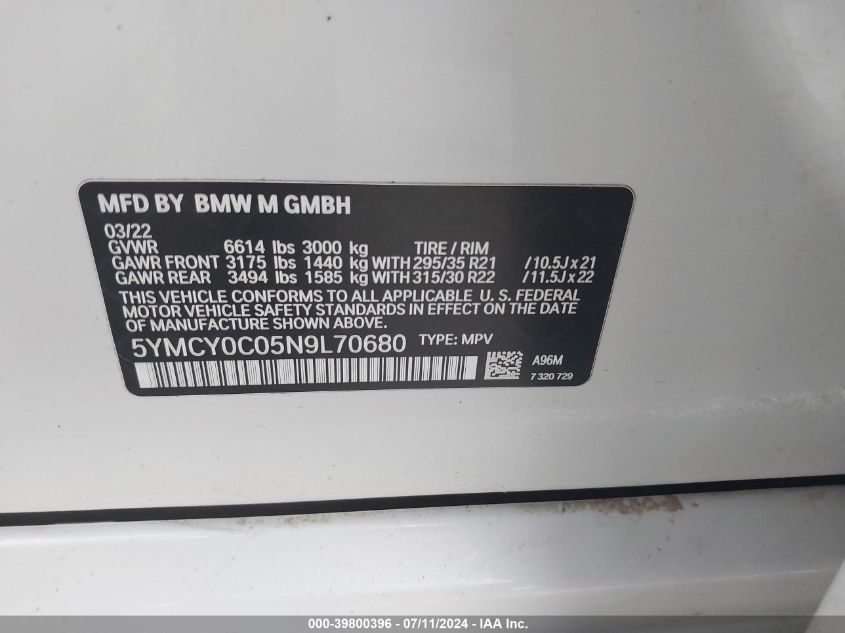 MFD BY BMW M GMBH
03/22
GVWR 6614 lbs 3000 kg TIRE / RIM
GAWR FRONT 3175 lbs 1440 kg WITH 295/35 R21 /10.5J x 21
GAWR REAR 3494 lbs 1585 kg WITH 315/30 R22 /11.5J x 22
THIS VEHICLE CONFORMS TO ALL APPLICABLE U. S. FEDERAL
MOTOR VEHICLE SAFETY STANDARDS IN EFFECT ON THE DATE
OF MANUFACTURE SHOWN ABOVE.
5YMCY0C05N9L70680 TYPE: MPV
A96M
7 320 729
000-39800396 - 07/11/2024 - IAA Inc.